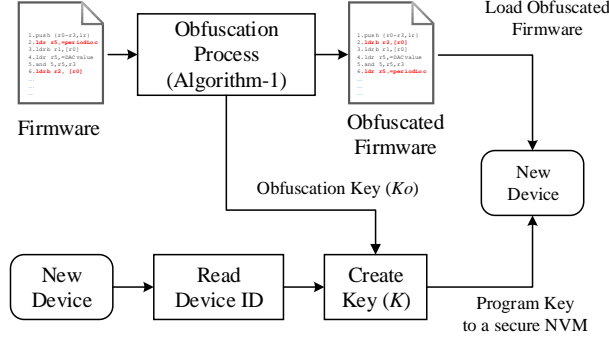 Load Obfuscated
Firmware
1.push {r0-r3,lr}
2.ldr r5,=periodloc
3.ldrb r1,[r0]
4.ldr r5,=DACvalue
5.and 5,r5,r3
6.ldrb r2, [r0]
...
...
...
Firmware
Obfuscation
Process
(Algorithm-1)
1.push {r0-r3,lr}
2.ldrb r2,[r0]
3.ldrb r1,[r0]
4.ldr r5,=DACvalue
5.and 5,r5,r3
6.ldr r5,=periodloc
...
...
...
Obfuscated
Firmware
New
Device
Obfuscation Key (Ko)
New
Device
Read
Device ID
Create
Key (K)
Program Key
to a secure NVM